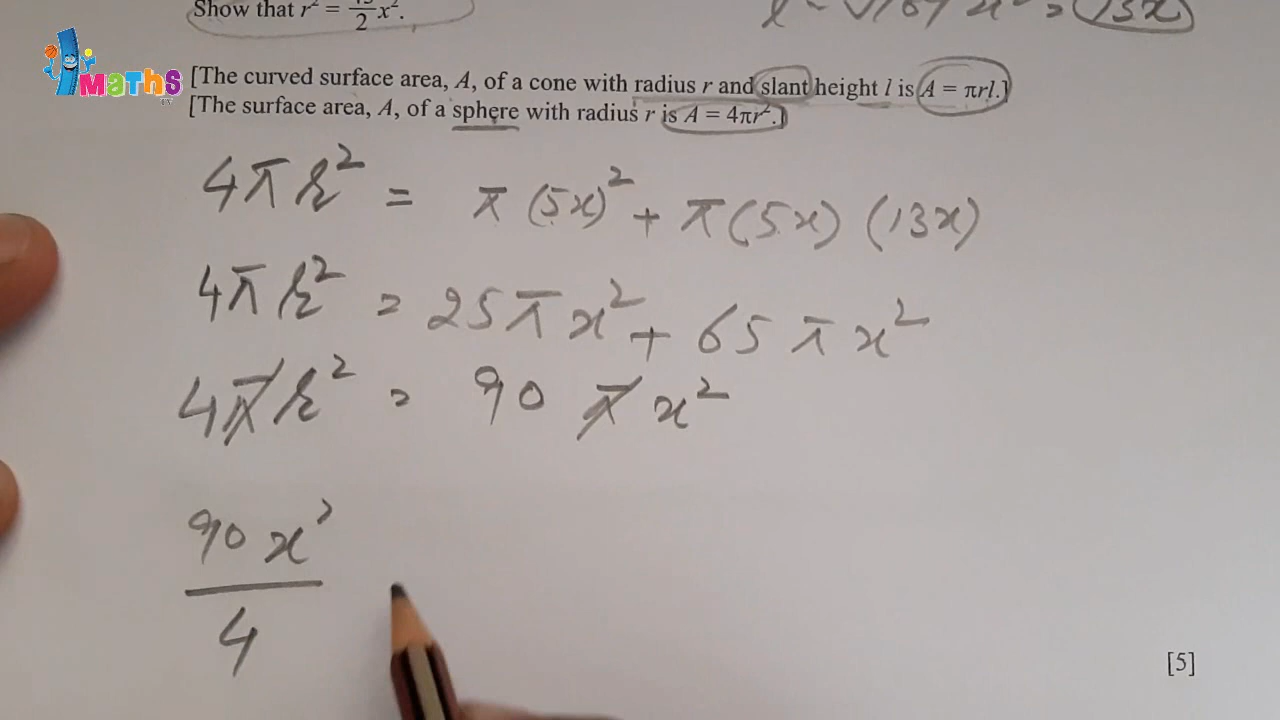 Show that r² = 45/2 x².
l = √169 x² = 13x
1 Maths
[The curved surface area, A, of a cone with radius r and slant height l is A = πrl.]
[The surface area, A, of a sphere with radius r is A = 4πr².]
4πr² = π(5x)² + π(5x)(13x)
4πr² = 25πx² + 65πx²
4πr² = 90πx²
90x²
4
[5]